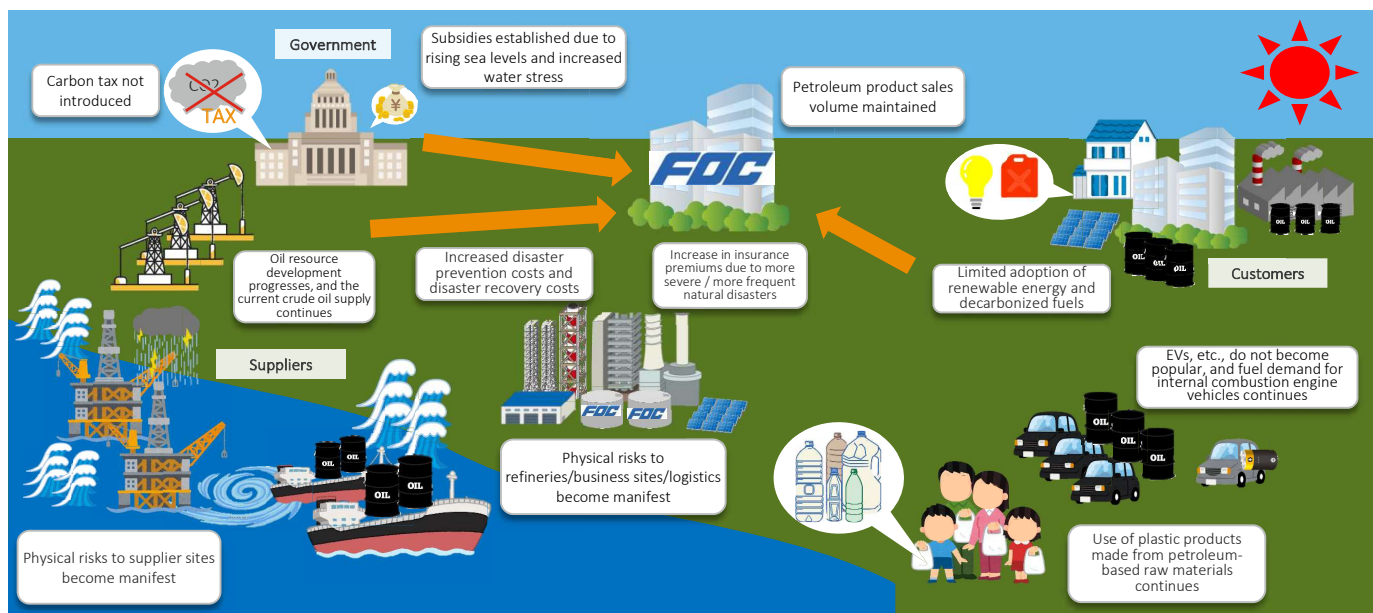 Government
Carbon tax not
introduced
CO2
TAX
¥
Subsidies established due to
rising sea levels and increased
water stress
Petroleum product sales
volume maintained
FOC
Oil resource
development
progresses, and the
current crude oil supply
continues
Increased disaster
prevention costs and
disaster recovery costs
Increase in insurance
premiums due to more
severe / more frequent
natural disasters
Limited adoption of
renewable energy and
decarbonized fuels
OIL
OIL
OIL
OIL
OIL
OIL
Customers
Suppliers
EVs, etc., do not become
popular, and fuel demand for
internal combustion engine
vehicles continues
FOC
FOC
OIL
OIL
OIL
OIL
OIL
OIL
OIL
Physical risks to
refineries/business sites/logistics
become manifest
Physical risks to supplier sites
become manifest
Use of plastic products
made from petroleum-
based raw materials
continues